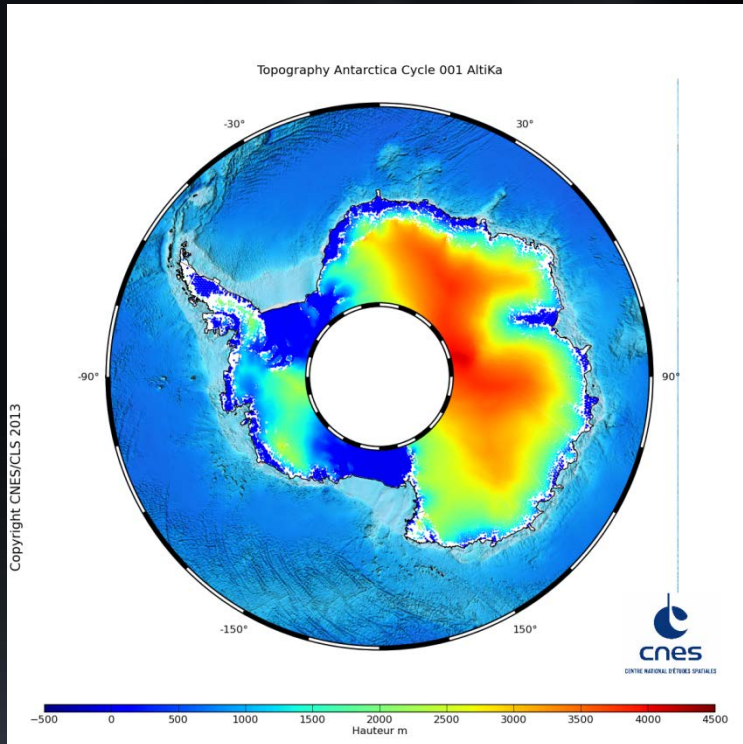 Topography Antarctica Cycle 001 AltiKa
-30°
30°
-90°
90°
-150°
150°
Copyright CNES/CLS 2013
cnes
CENTRE NATIONAL D'ÉTUDES SPATIALES
−500 0 500 1000 1500 2000 2500 3000 3500 4000 4500
Hauteur m